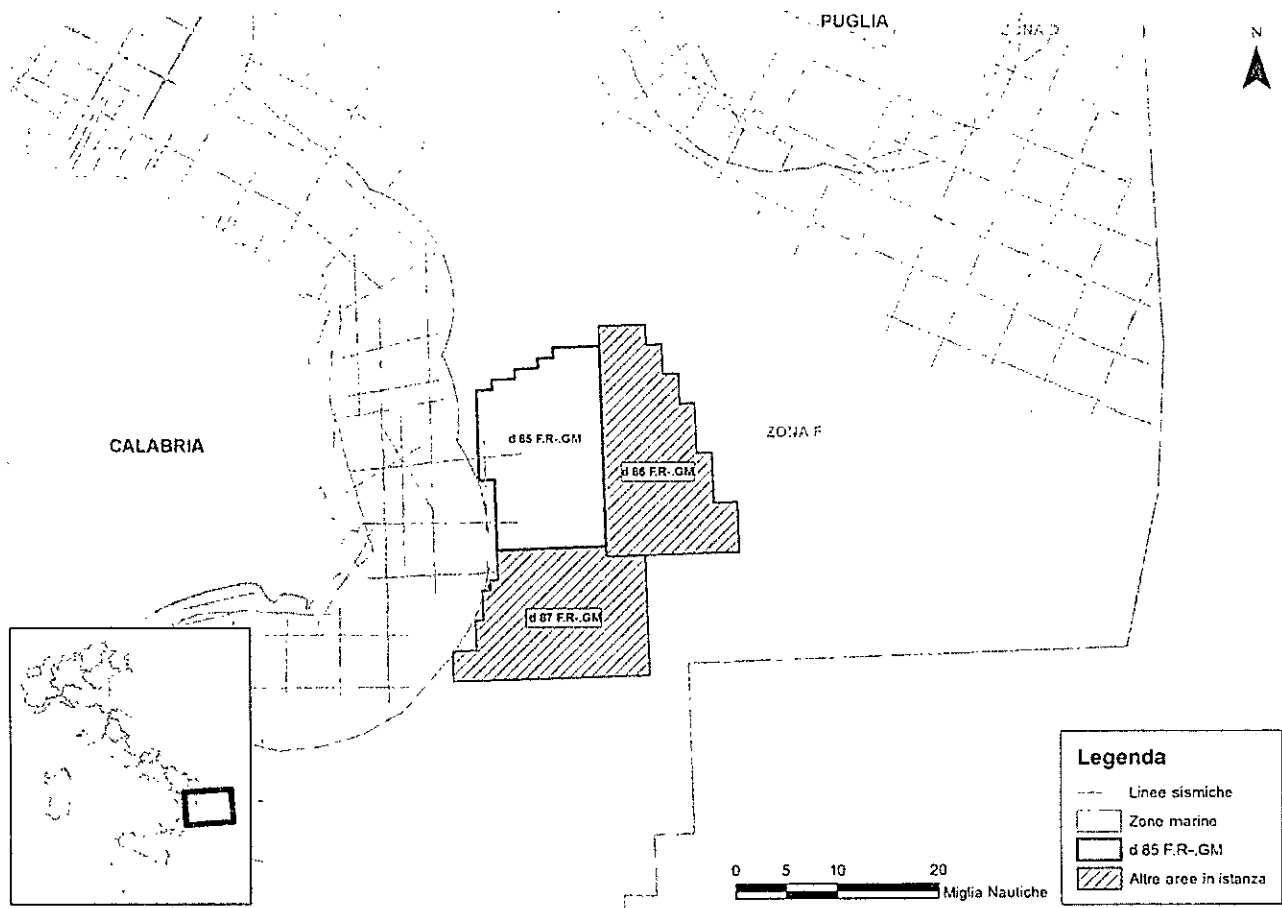 PUGLIA
ZONA D
N
CALABRIA
d 85 F.R-.GM
ZONA F
d 86 F.R-.GM
d 87 F.R-.GM
Legenda
Linee sismiche
Zone marine
d 85 F.R-.GM
Altre aree in istanza
0 5 10 20
Miglia Nautiche